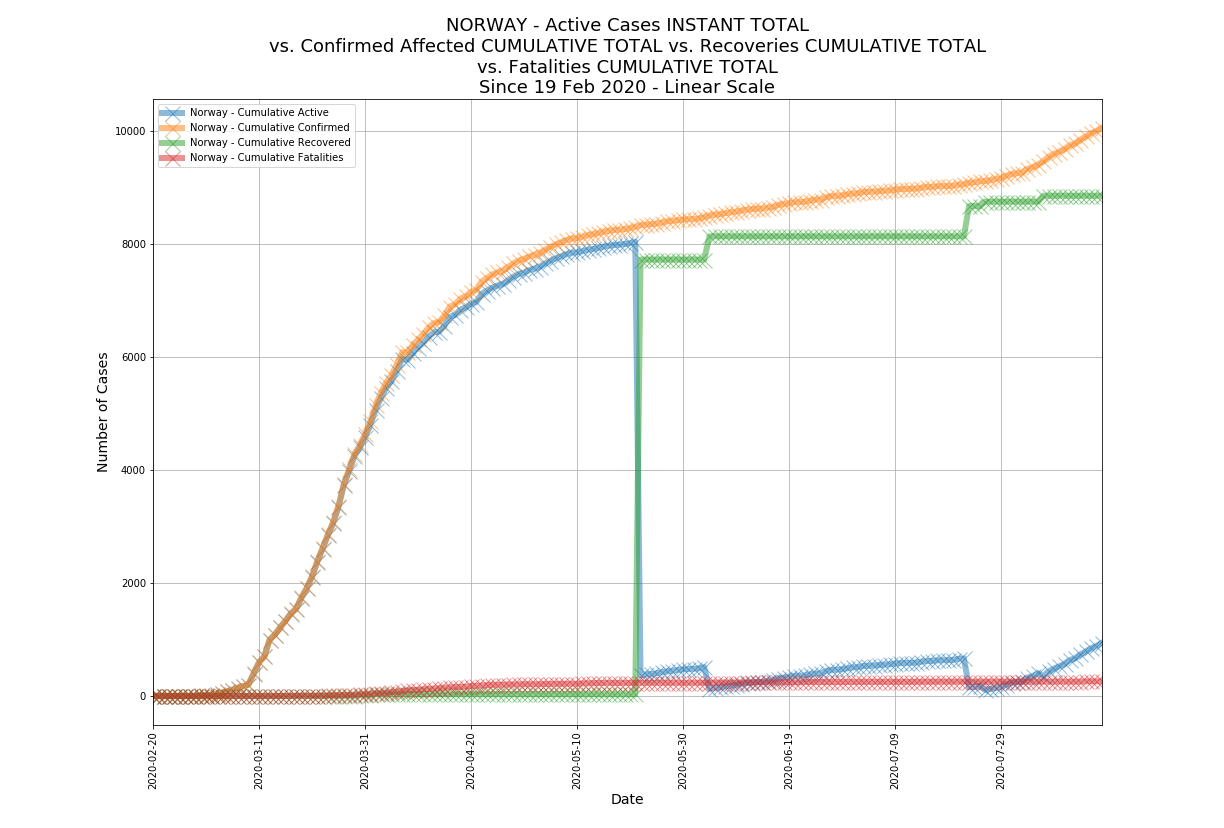 NORWAY - Active Cases INSTANT TOTAL
vs. Confirmed Affected CUMULATIVE TOTAL vs. Recoveries CUMULATIVE TOTAL
vs. Fatalities CUMULATIVE TOTAL
Since 19 Feb 2020 - Linear Scale
Norway - Cumulative Active
Norway - Cumulative Confirmed
Norway - Cumulative Recovered
Norway - Cumulative Fatalities
Number of Cases
10000
8000
6000
4000
2000
0
2020-02-20
2020-03-11
2020-03-31
2020-04-20
2020-05-10
2020-05-30
2020-06-19
2020-07-09
2020-07-29
Date